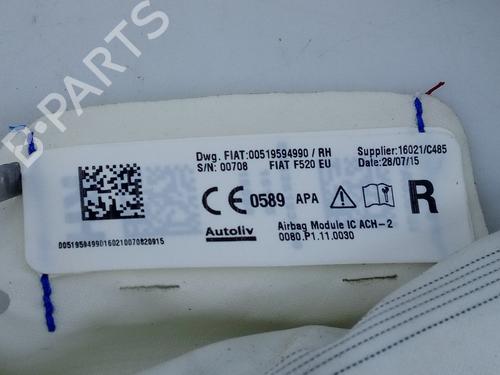 B-PARTS
Dwg. FIAT:00519594990 / RH Supplier:16021/C485
S/N: 00708 FIAT F520 EU Date:28/07/15
CE 0589 APA R
Autoliv Airbag Module IC ACH-2
0080.P1.11.0030
00519594990160210070820915